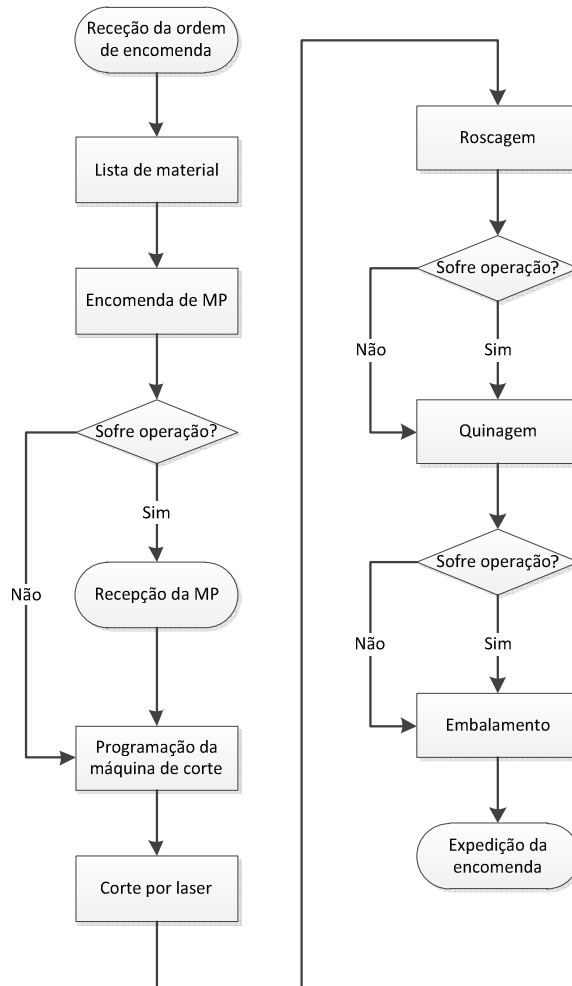 Receção da ordem
de encomenda
Lista de material
Encomenda de MP
Sofre operação?
Sim
Não
Recepção da MP
Programação da
máquina de corte
Corte por laser
Roscagem
Sofre operação?
Não
Sim
Quinagem
Sofre operação?
Não
Sim
Embalamento
Expedição da
encomenda